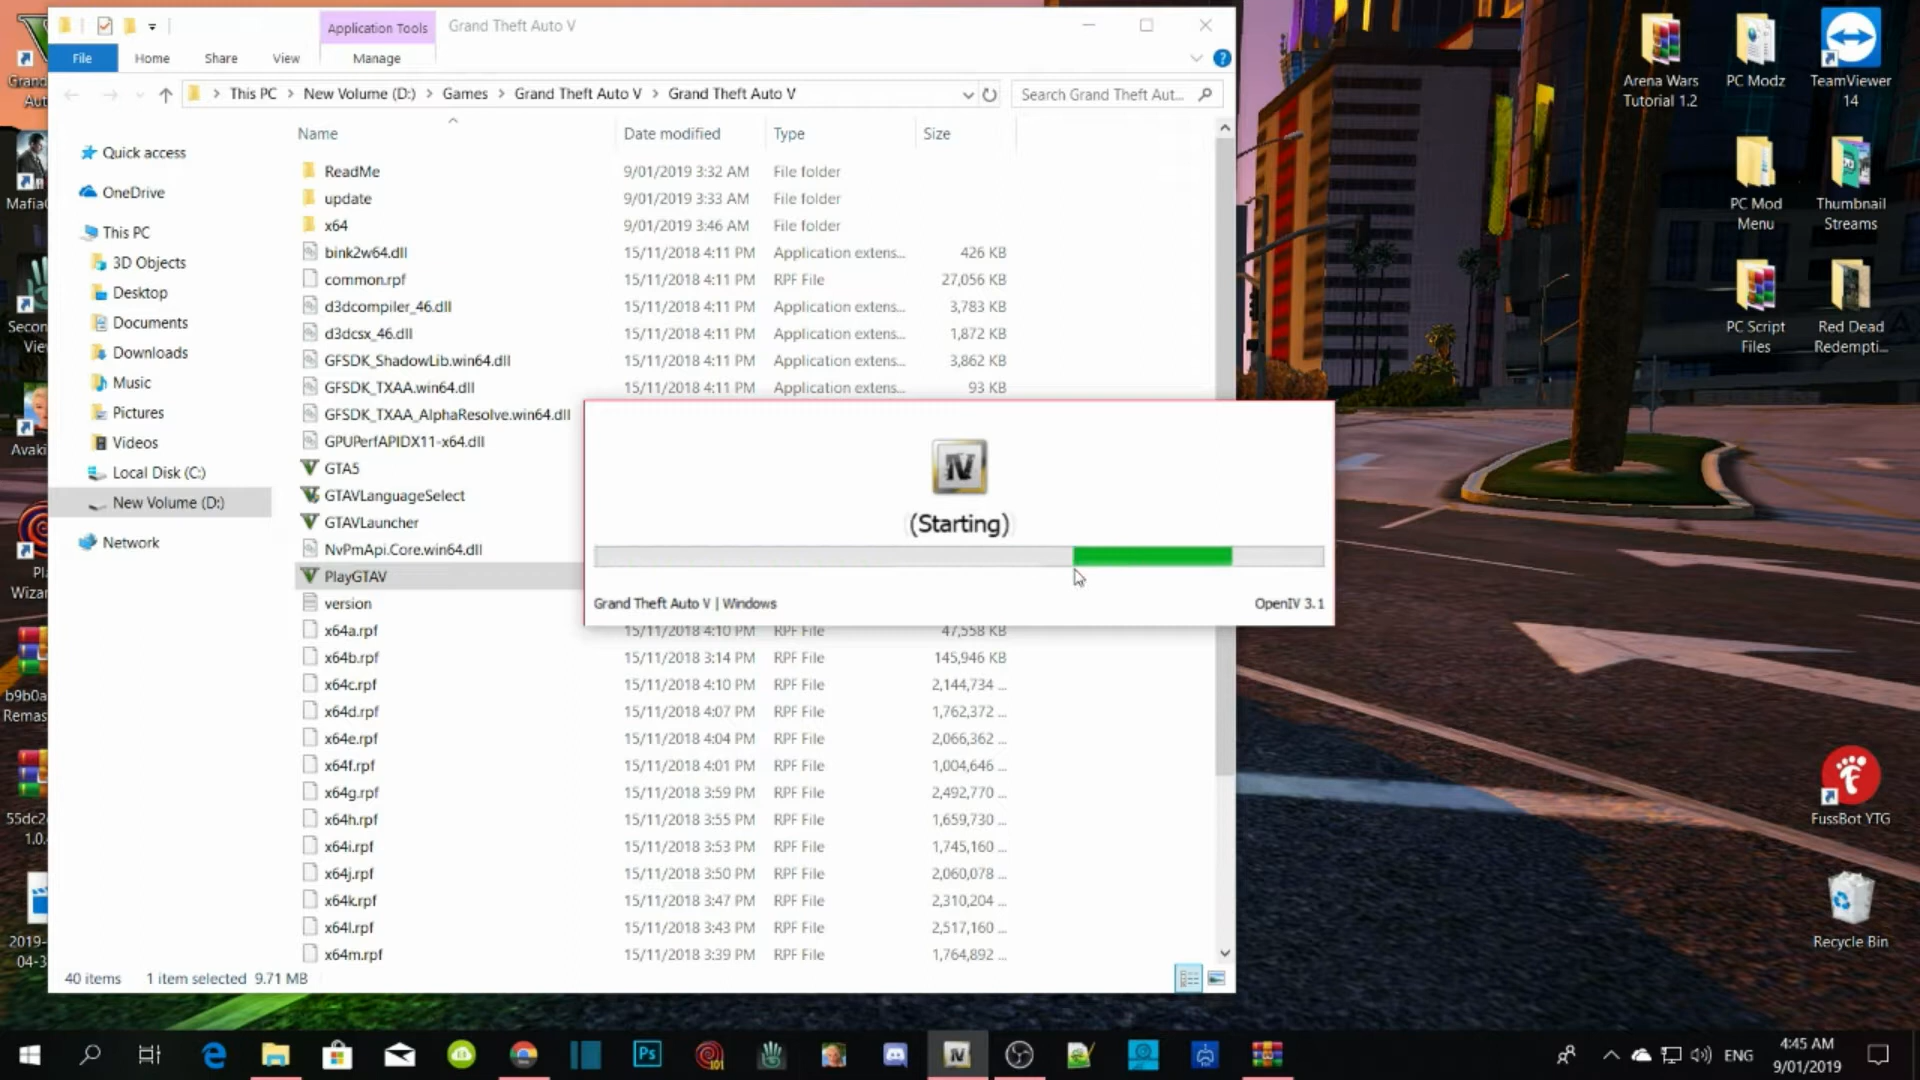 Application Tools
Grand Theft Auto V
File
Home
Share
View
Manage
This PC > New Volume (D:) > Games > Grand Theft Auto V > Grand Theft Auto V
Search Grand Theft Aut...
Name
Date modified
Type
Size
Quick access
OneDrive
This PC
3D Objects
Desktop
Documents
Downloads
Music
Pictures
Videos
Local Disk (C:)
New Volume (D:)
Network
ReadMe 9/01/2019 3:32 AM File folder
update 9/01/2019 3:33 AM File folder
x64 9/01/2019 3:46 AM File folder
bink2w64.dll 15/11/2018 4:11 PM Application extens... 426 KB
common.rpf 15/11/2018 4:11 PM RPF File 27,056 KB
d3dcompiler_46.dll 15/11/2018 4:11 PM Application extens... 3,783 KB
d3dcsx_46.dll 15/11/2018 4:11 PM Application extens... 1,872 KB
GFSDK_ShadowLib.win64.dll 15/11/2018 4:11 PM Application extens... 3,862 KB
GFSDK_TXAA.win64.dll 15/11/2018 4:11 PM Application extens... 93 KB
GFSDK_TXAA_AlphaResolve.win64.dll
GPUPerfAPIDX11-x64.dll
GTA5
GTAVLanguageSelect
GTAVLauncher
NvPmApi.Core.win64.dll
PlayGTAV
version
x64a.rpf 15/11/2018 4:10 PM RPF File 47,558 KB
x64b.rpf 15/11/2018 3:14 PM RPF File 145,946 KB
x64c.rpf 15/11/2018 4:10 PM RPF File 2,144,734 ...
x64d.rpf 15/11/2018 4:07 PM RPF File 1,762,372 ...
x64e.rpf 15/11/2018 4:04 PM RPF File 2,066,362 ...
x64f.rpf 15/11/2018 4:01 PM RPF File 1,004,646 ...
x64g.rpf 15/11/2018 3:59 PM RPF File 2,492,770 ...
x64h.rpf 15/11/2018 3:55 PM RPF File 1,659,730 ...
x64i.rpf 15/11/2018 3:53 PM RPF File 1,745,160 ...
x64j.rpf 15/11/2018 3:50 PM RPF File 2,060,078 ...
x64k.rpf 15/11/2018 3:47 PM RPF File 2,310,204 ...
x64l.rpf 15/11/2018 3:43 PM RPF File 2,517,160 ...
x64m.rpf 15/11/2018 3:39 PM RPF File 1,764,892 ...
40 items 1 item selected 9.71 MB
IV
(Starting)
Grand Theft Auto V | Windows
OpenIV 3.1
Grand
Aut
Mafia
Secon
Vie
Avaki
Pl
Wizar
b9b0a
Remas
55dc2
1.0.
2019-
04-3
Arena Wars
Tutorial 1.2
PC Modz
TeamViewer
14
PC Mod
Menu
Thumbnail
Streams
PC Script
Files
Red Dead
Redempti...
FussBot YTG
Recycle Bin
Ps
101
IV
ENG
4:45 AM
9/01/2019